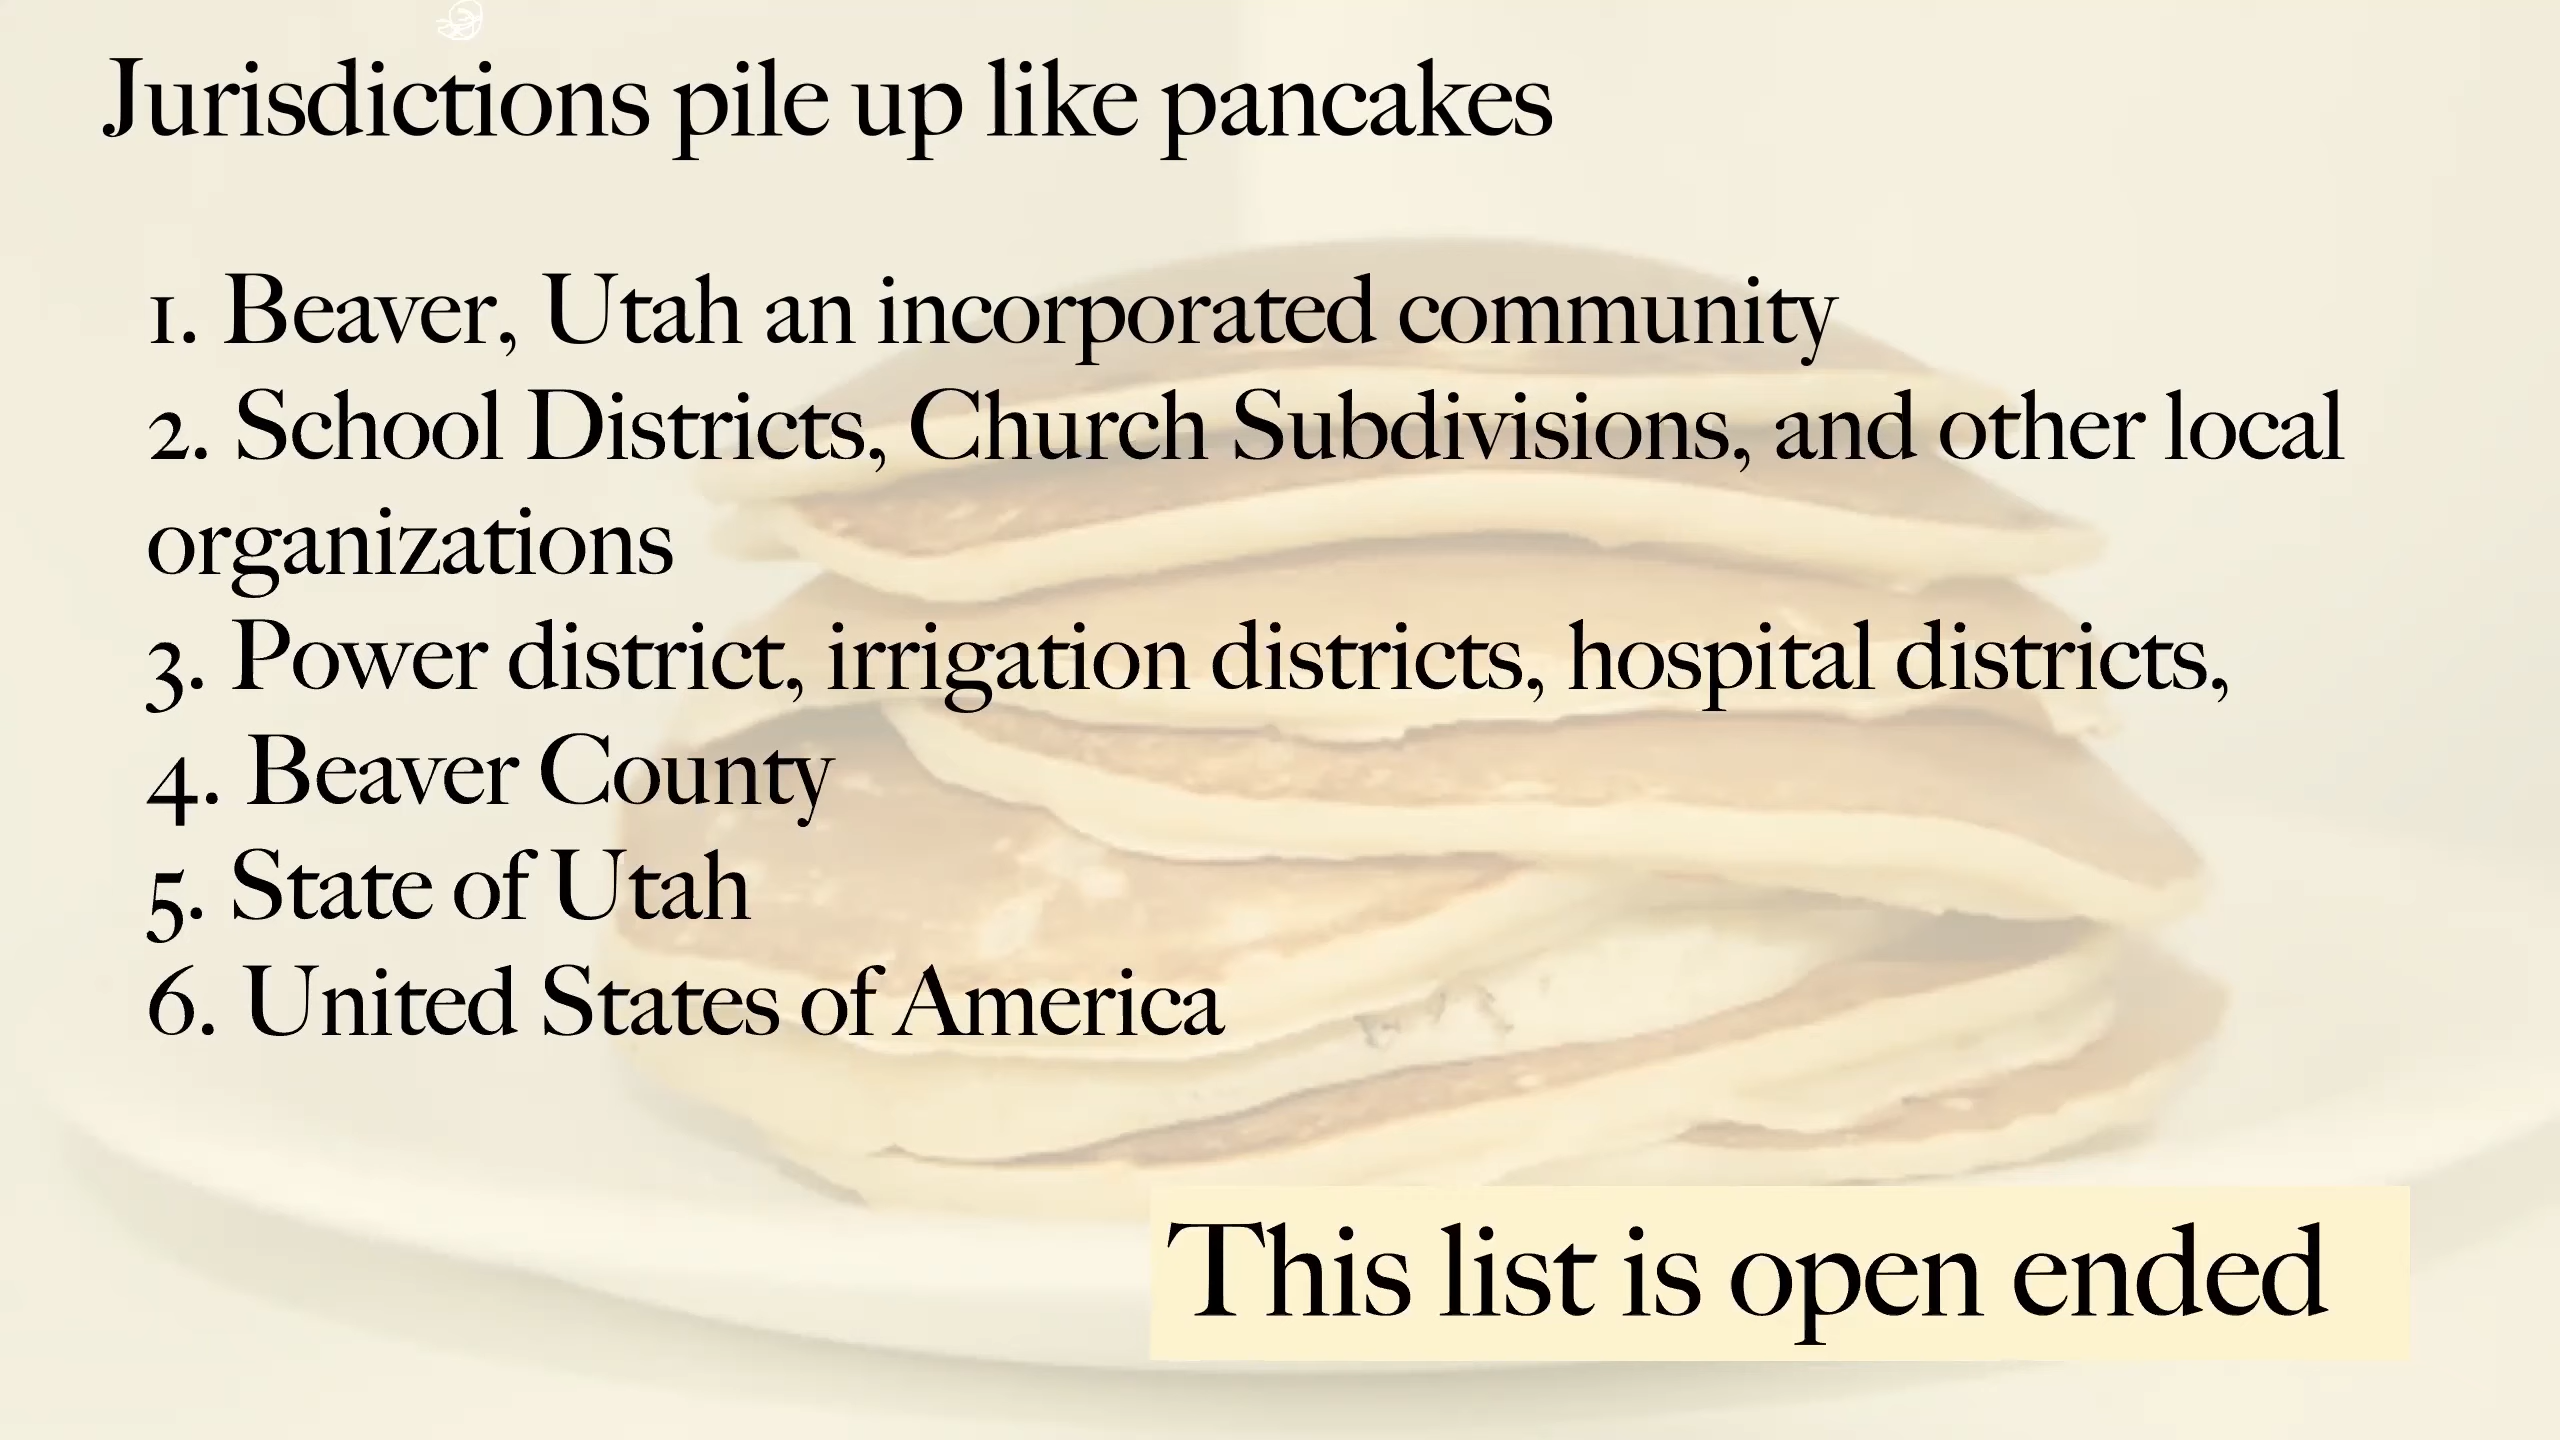 Jurisdictions pile up like pancakes
1. Beaver, Utah an incorporated community
2. School Districts, Church Subdivisions, and other local
organizations
3. Power district, irrigation districts, hospital districts,
4. Beaver County
5. State of Utah
6. United States of America
This list is open ended